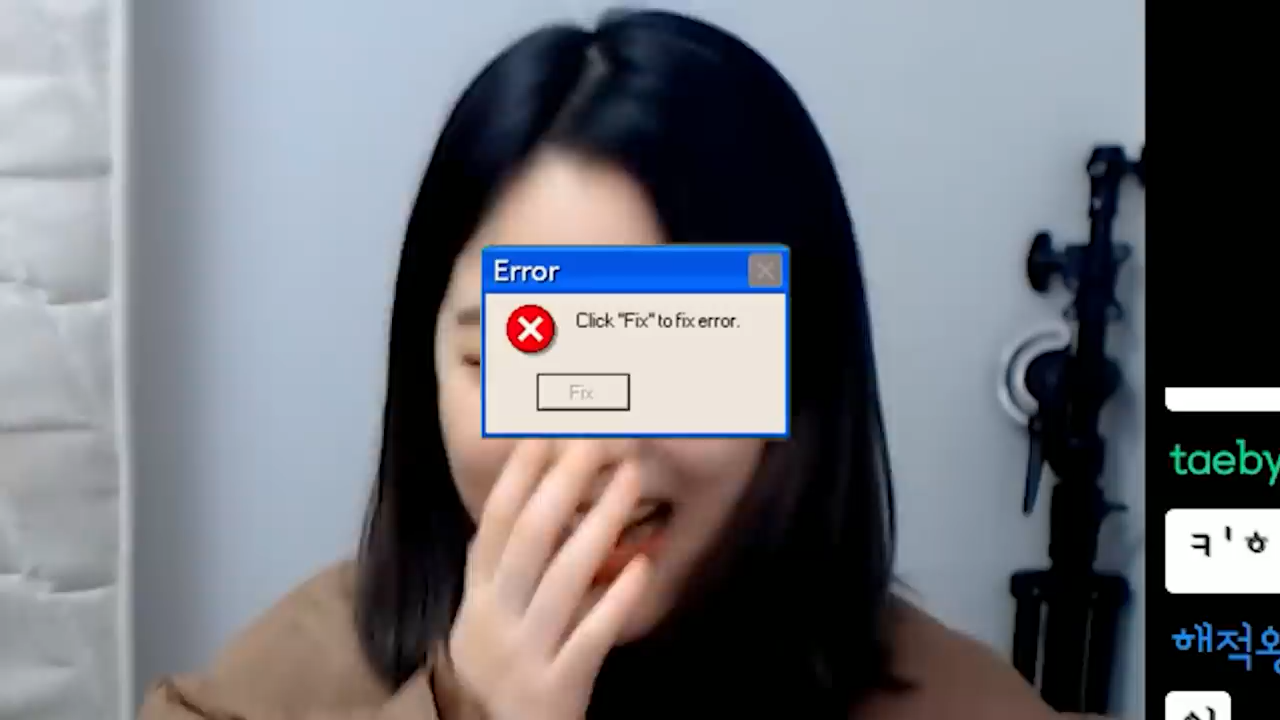 Error
Click "Fix" to fix error.
Fix
taeby
ㅋ'ㅎ
해적왕